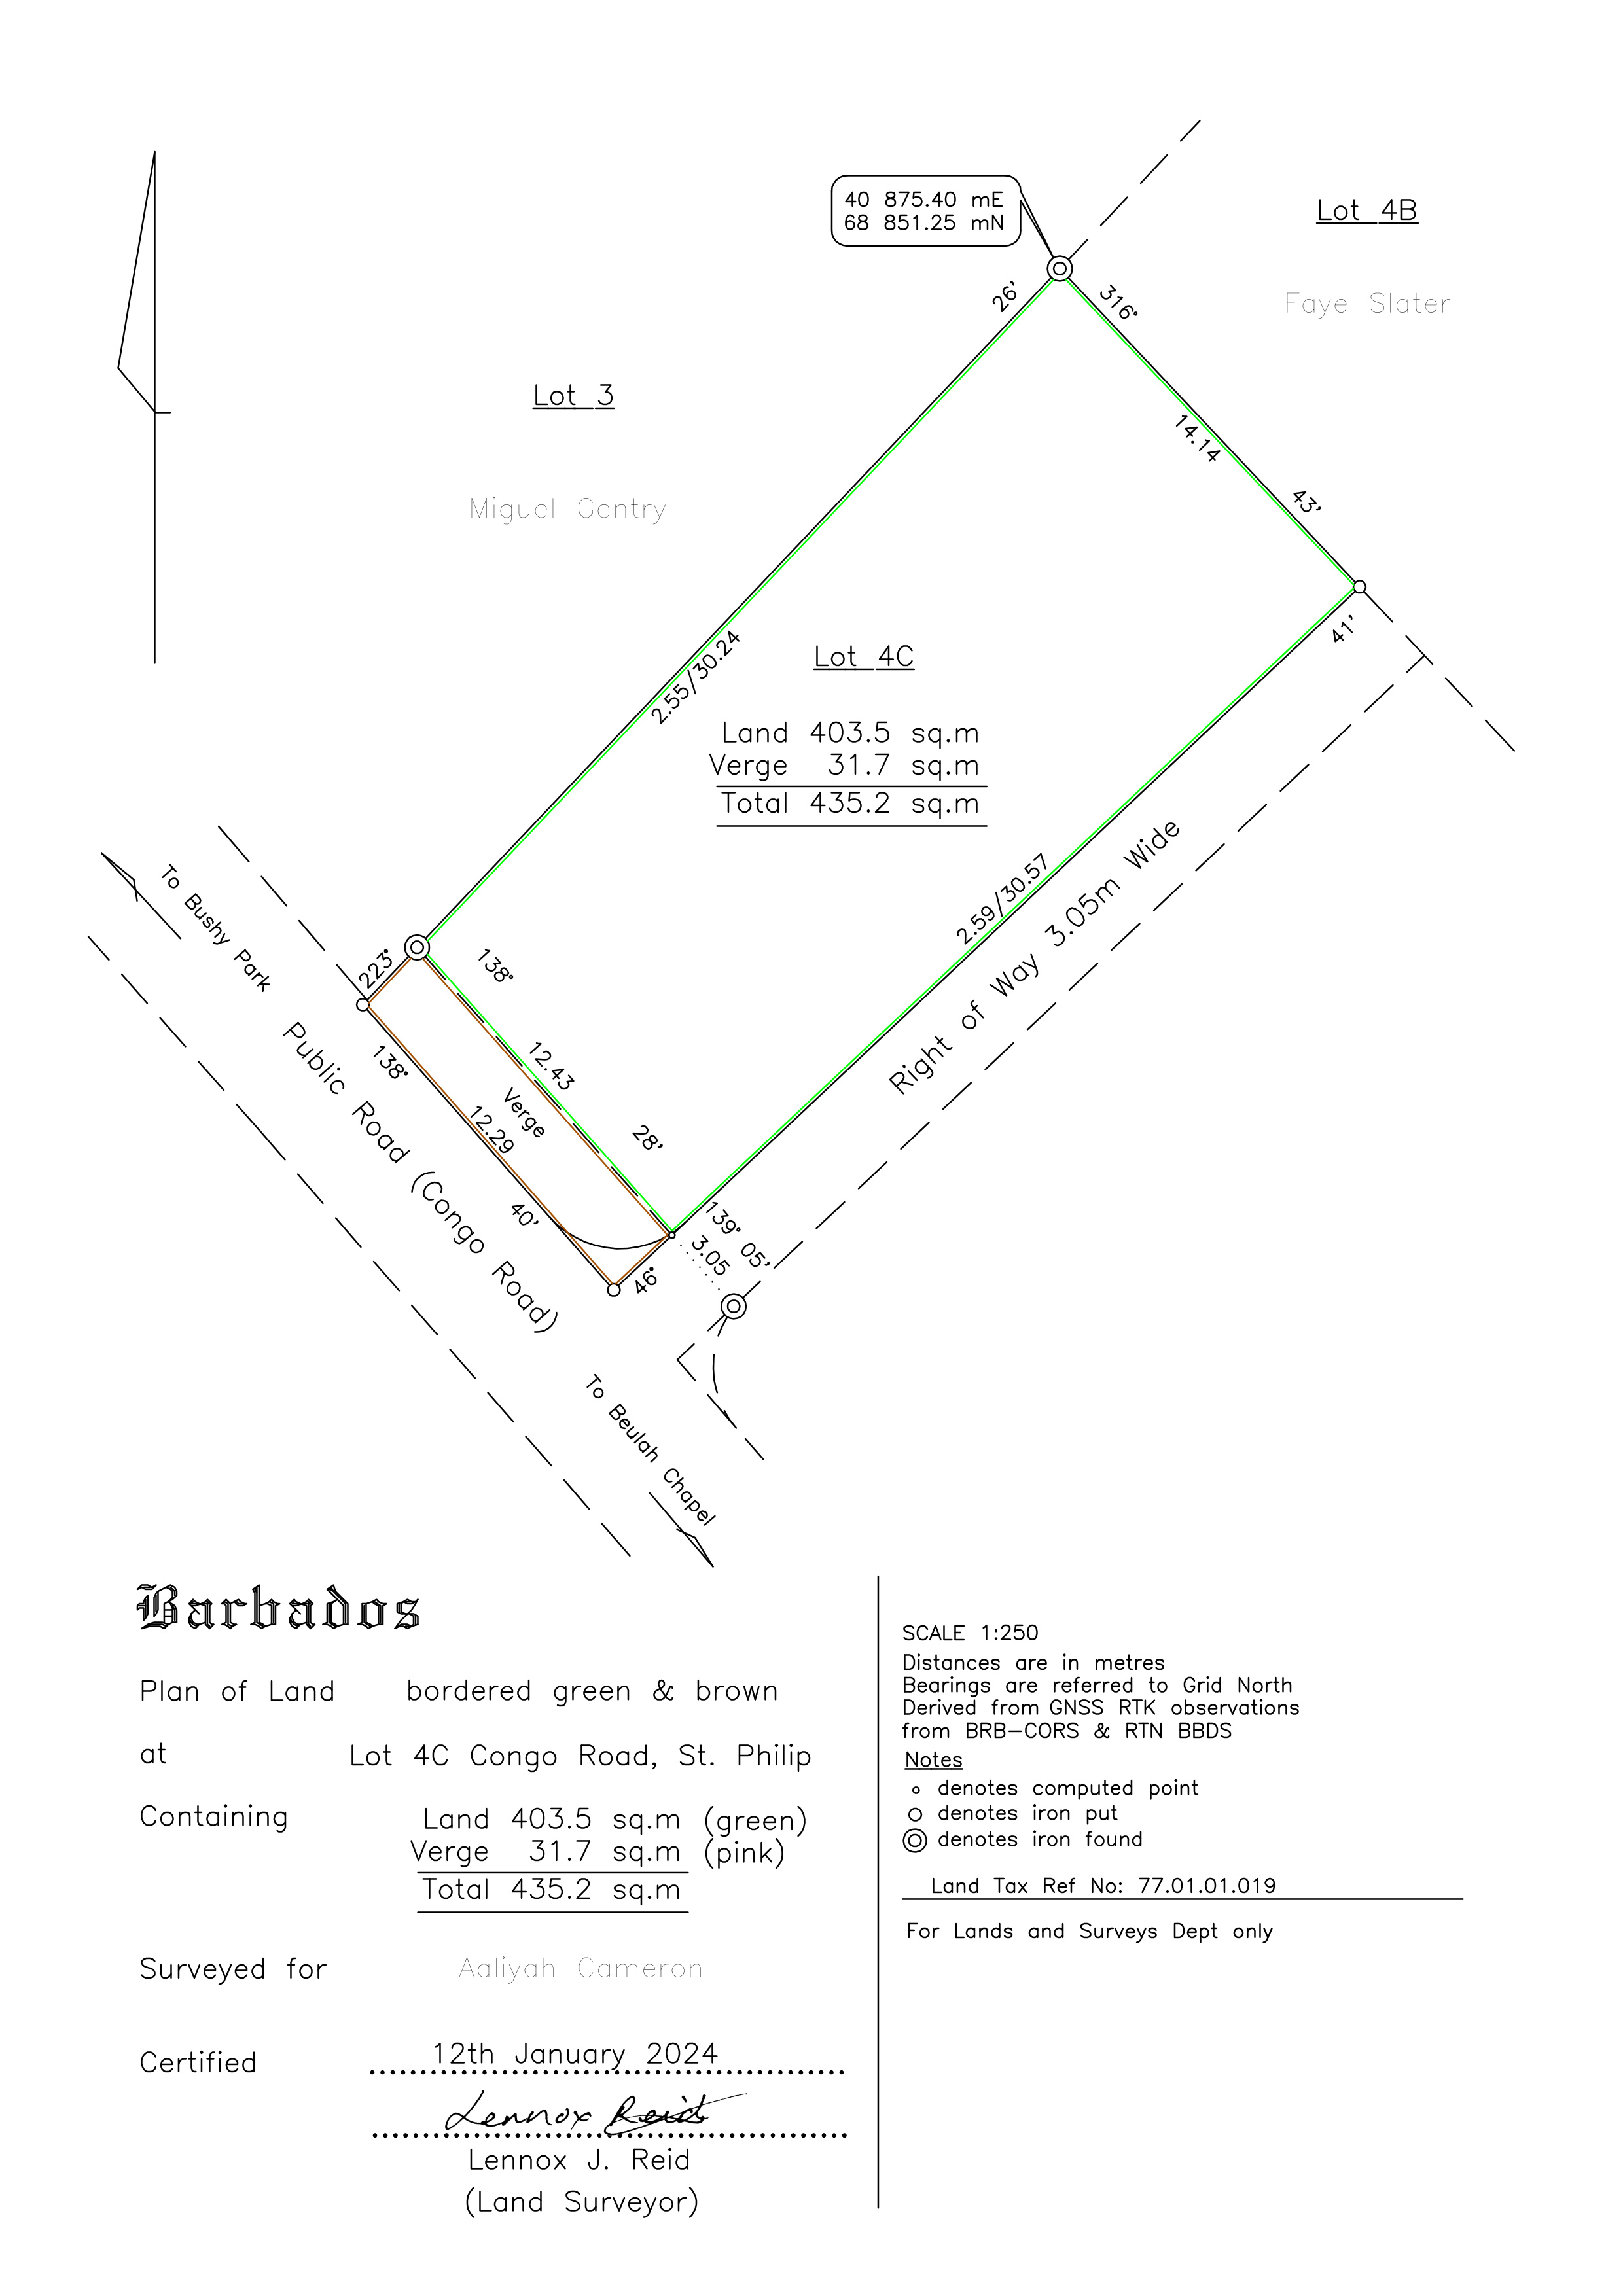 40 875.40 mE
68 851.25 mN
Lot 4B
Faye Slater
26'
316°
14.14
43'
Lot 3
Miguel Gentry
41'
2.55/30.24
Lot 4C
Land 403.5 sq.m
Verge 31.7 sq.m
Total 435.2 sq.m
2.59/30.57
Right of Way 3.05m Wide
To Bushy Park
223°
138°
12.43
28'
Verge
138°
12.29
40'
Public Road (Congo Road)
139° 05'
3.05
46°
To Beulah Chapel
Barbados
Plan of Land bordered green & brown
at Lot 4C Congo Road, St. Philip
Containing Land 403.5 sq.m (green)
Verge 31.7 sq.m (pink)
Total 435.2 sq.m
Surveyed for Aaliyah Cameron
Certified 12th January 2024
Lennox Reid
Lennox J. Reid
(Land Surveyor)
SCALE 1:250
Distances are in metres
Bearings are referred to Grid North
Derived from GNSS RTK observations
from BRB-CORS & RTN BBDS
Notes
denotes computed point
denotes iron put
denotes iron found
Land Tax Ref No: 77.01.01.019
For Lands and Surveys Dept only